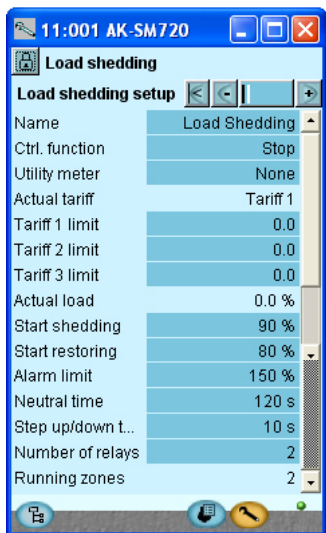 11:001 AK-SM720
Load shedding
Load shedding setup
Name Load Shedding
Ctrl. function Stop
Utility meter None
Actual tariff Tariff 1
Tariff 1 limit 0.0
Tariff 2 limit 0.0
Tariff 3 limit 0.0
Actual load 0.0 %
Start shedding 90 %
Start restoring 80 %
Alarm limit 150 %
Neutral time 120 s
Step up/down t... 10 s
Number of relays 2
Running zones 2